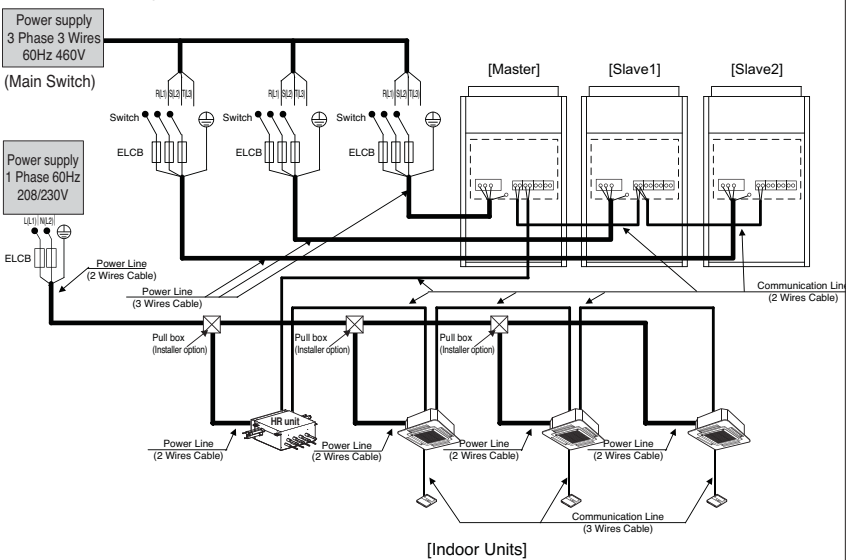 Power supply
3 Phase 3 Wires
60Hz 460V
(Main Switch)
R(L1) S(L2) T(L3)
R(L1) S(L2) T(L3)
R(L1) S(L2) T(L3)
Switch
Switch
Switch
ELCB
ELCB
ELCB
[Master]
[Slave1]
[Slave2]
Power supply
1 Phase 60Hz
208/230V
L(L1) N(L2)
ELCB
Power Line
(2 Wires Cable)
Power Line
(3 Wires Cable)
Communication Line
(2 Wires Cable)
Pull box
(Installer option)
Pull box
(Installer option)
Pull box
(Installer option)
HR unit
Power Line
(2 Wires Cable)
Power Line
(2 Wires Cable)
Power Line
(2 Wires Cable)
Power Line
(2 Wires Cable)
Communication Line
(3 Wires Cable)
[Indoor Units]